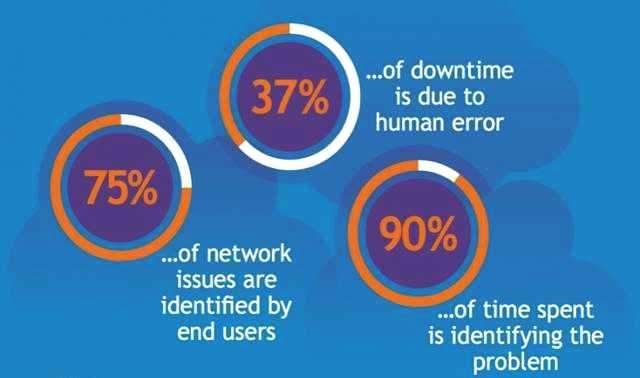 37%
...of downtime
is due to
human error
75%
...of network
issues are
identified by
end users
90%
...of time spent
is identifying the
problem